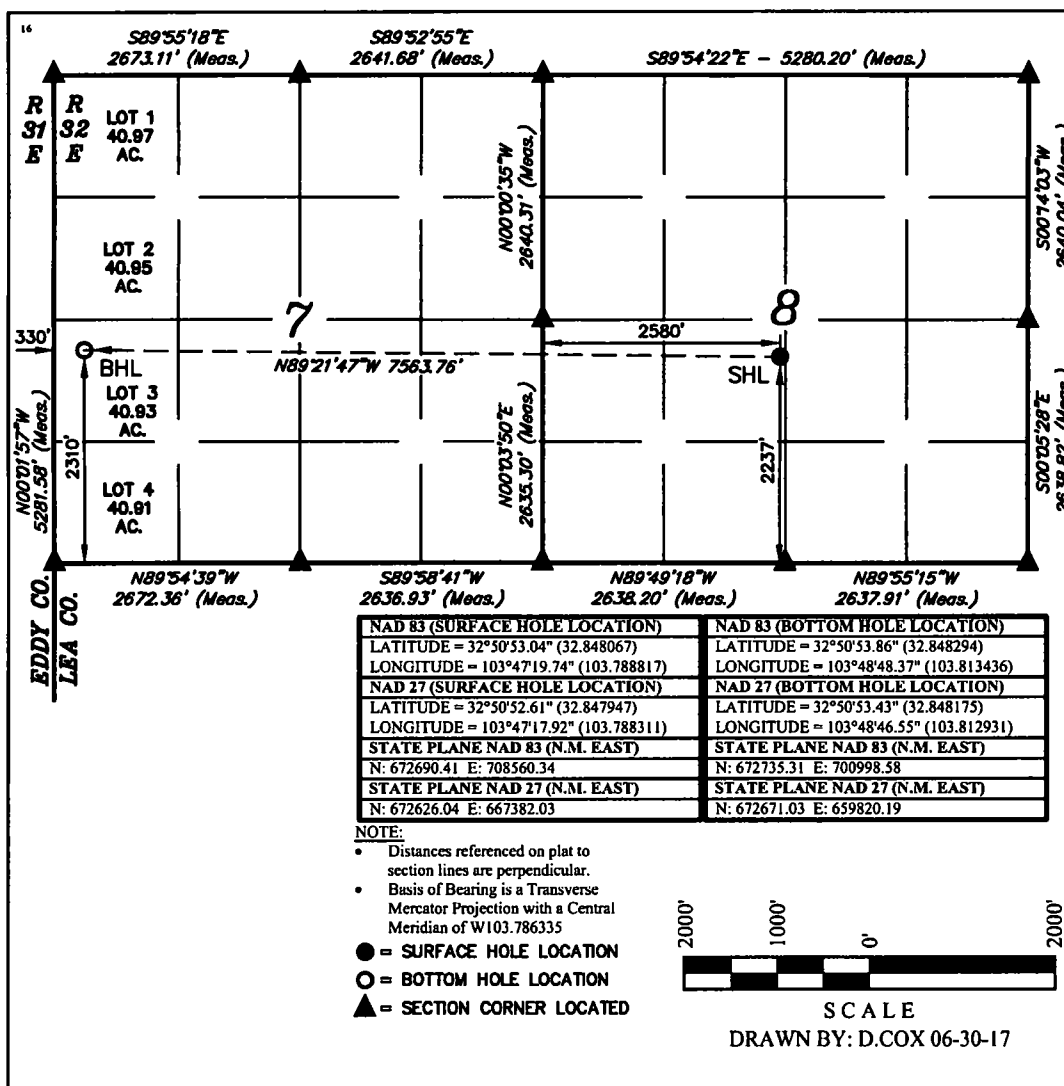 16
S89°55'18"E
2673.11' (Meas.)
S89°52'55"E
2641.68' (Meas.)
S89°54'22"E - 5280.20' (Meas.)
R
31
E
R
32
E
LOT 1
40.97
AC.
N00°00'35"W
2640.31' (Meas.)
S00°14'03"W
2640.04' (Meas.)
LOT 2
40.95
AC.
7
8
330'
2580'
BHL
N89°21'47"W 7563.76'
SHL
LOT 3
40.93
AC.
N00°01'57"W
5281.58' (Meas.)
2310'
N00°03'50"E
2635.30' (Meas.)
2237'
S00°05'28"E
2638.82' (Meas.)
LOT 4
40.91
AC.
N89°54'39"W
2672.36' (Meas.)
S89°58'41"W
2636.93' (Meas.)
N89°49'18"W
2638.20' (Meas.)
N89°55'15"W
2637.91' (Meas.)
EDDY CO.
LEA CO.
NAD 83 (SURFACE HOLE LOCATION)
LATITUDE = 32°50'53.04" (32.848067)
LONGITUDE = 103°47'19.74" (103.788817)
NAD 27 (SURFACE HOLE LOCATION)
LATITUDE = 32°50'52.61" (32.847947)
LONGITUDE = 103°47'17.92" (103.788311)
STATE PLANE NAD 83 (N.M. EAST)
N: 672690.41 E: 708560.34
STATE PLANE NAD 27 (N.M. EAST)
N: 672626.04 E: 667382.03
NAD 83 (BOTTOM HOLE LOCATION)
LATITUDE = 32°50'53.86" (32.848294)
LONGITUDE = 103°48'48.37" (103.813436)
NAD 27 (BOTTOM HOLE LOCATION)
LATITUDE = 32°50'53.43" (32.848175)
LONGITUDE = 103°48'46.55" (103.812931)
STATE PLANE NAD 83 (N.M. EAST)
N: 672735.31 E: 700998.58
STATE PLANE NAD 27 (N.M. EAST)
N: 672671.03 E: 659820.19
NOTE:
• Distances referenced on plat to
section lines are perpendicular.
• Basis of Bearing is a Transverse
Mercator Projection with a Central
Meridian of W103.786335
= SURFACE HOLE LOCATION
= BOTTOM HOLE LOCATION
= SECTION CORNER LOCATED
2000'
1000'
0'
2000'
SCALE
DRAWN BY: D.COX 06-30-17